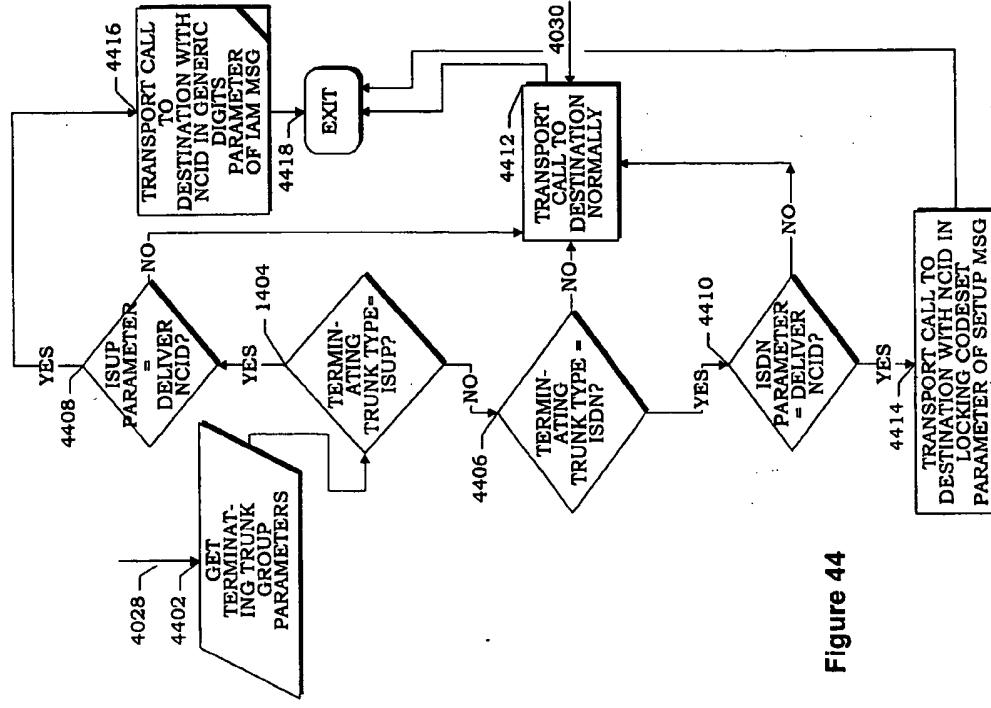 4028
4402
GET
TERMINAT-
ING TRUNK
GROUP
PARAMETERS
1404
TERMIN-
ATING
TRUNK TYPE=
ISUP?
YES
NO
4408
ISUP
PARAMETER
= DELIVER
NCID?
YES
NO
4416
TRANSPORT CALL
TO
DESTINATION WITH
NCID IN GENERIC
DIGITS
PARAMETER
OF IAM MSG
4418
EXIT
4406
TERMIN-
ATING
TRUNK TYPE =
ISDN?
NO
YES
4412
TRANSPORT
CALL TO
DESTINATION
NORMALLY
4030
4410
ISDN
PARAMETER
= DELIVER
NCID?
NO
YES
4414
TRANSPORT CALL TO
DESTINATION WITH NCID IN
LOCKING CODESET
PARAMETER OF SETUP MSG
Figure 44